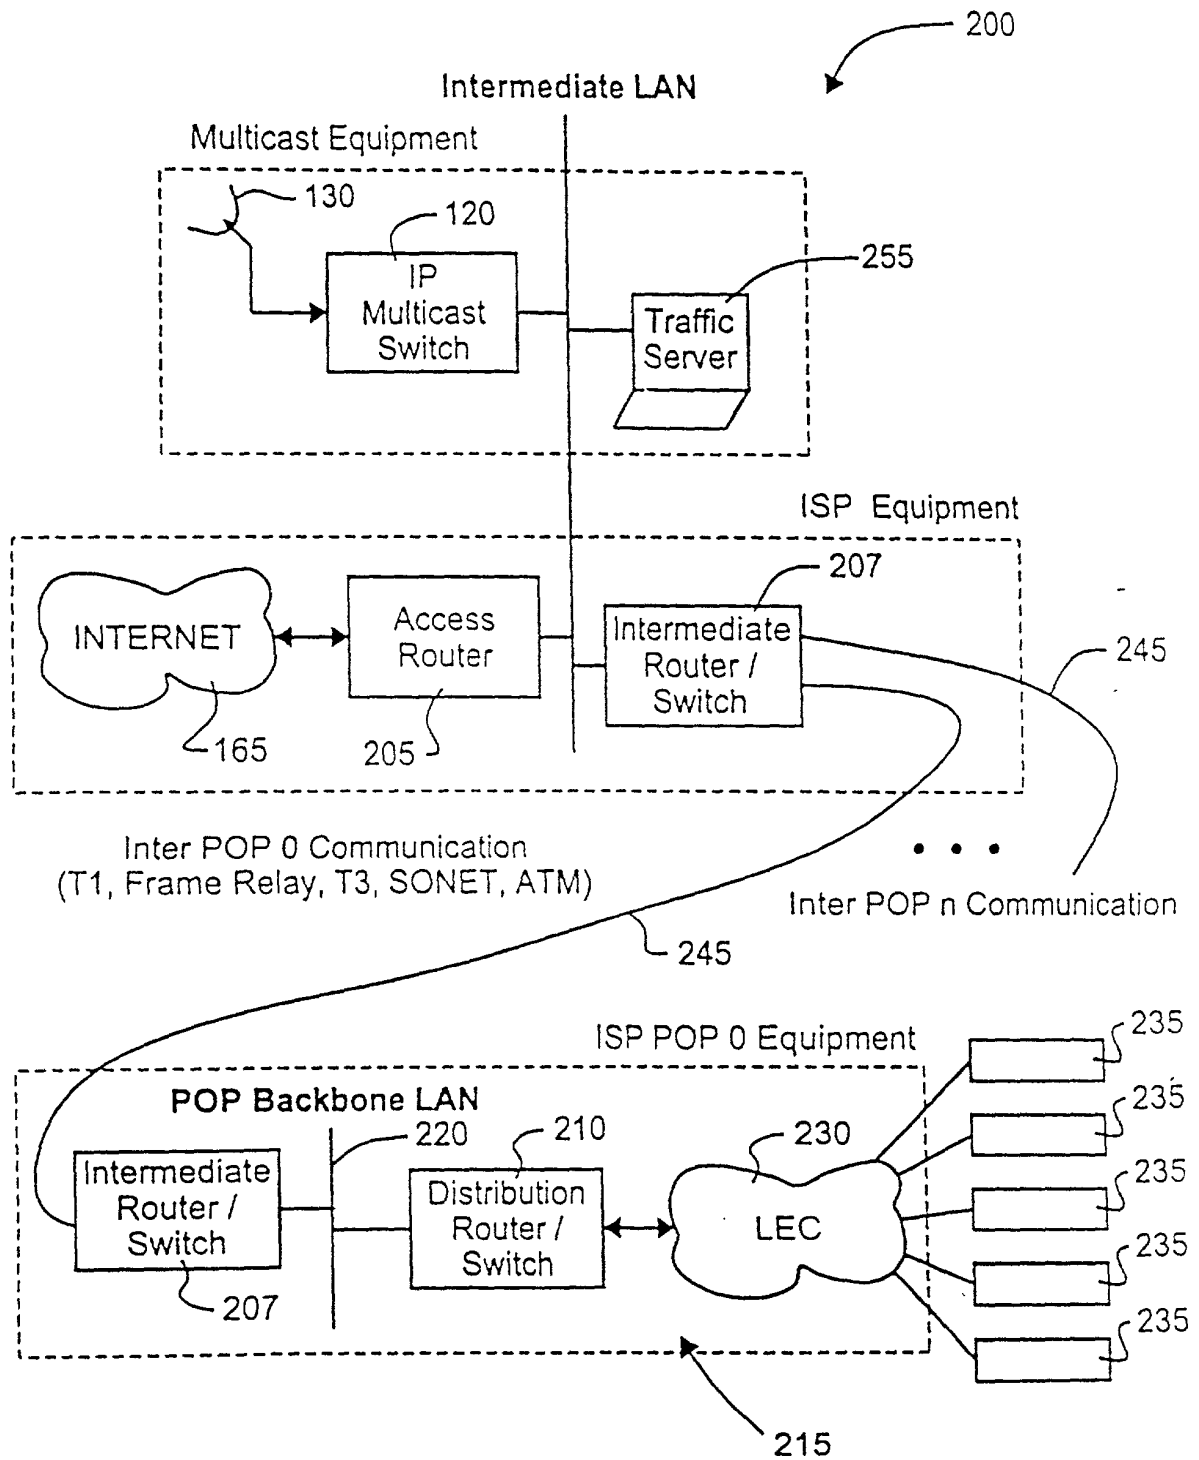 200
Intermediate LAN
Multicast Equipment
130
120
IP
Multicast
Switch
255
Traffic
Server
ISP Equipment
207
INTERNET
Access
Router
Intermediate
Router /
Switch
245
165
205
Inter POP 0 Communication
(T1, Frame Relay, T3, SONET, ATM)
Inter POP n Communication
245
ISP POP 0 Equipment
235
POP Backbone LAN
235
220
210
230
Intermediate
Router /
Switch
Distribution
Router /
Switch
LEC
235
235
207
235
215